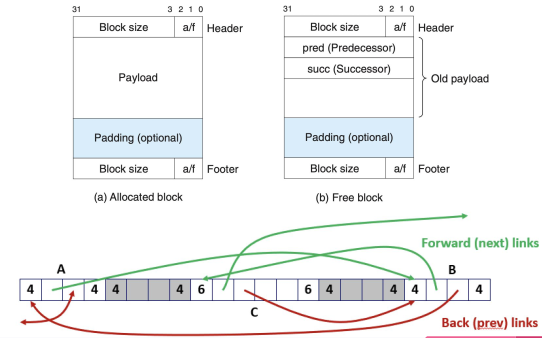 31 3 2 1 0
Block size a/f Header
Payload
Padding (optional)
Block size a/f Footer
(a) Allocated block
31 3 2 1 0
Block size a/f Header
pred (Predecessor)
succ (Successor)
Old payload
Padding (optional)
Block size a/f Footer
(b) Free block
Forward (next) links
A B
4 4 4 4 6 6 4 4 4 4
C
Back (prev) links